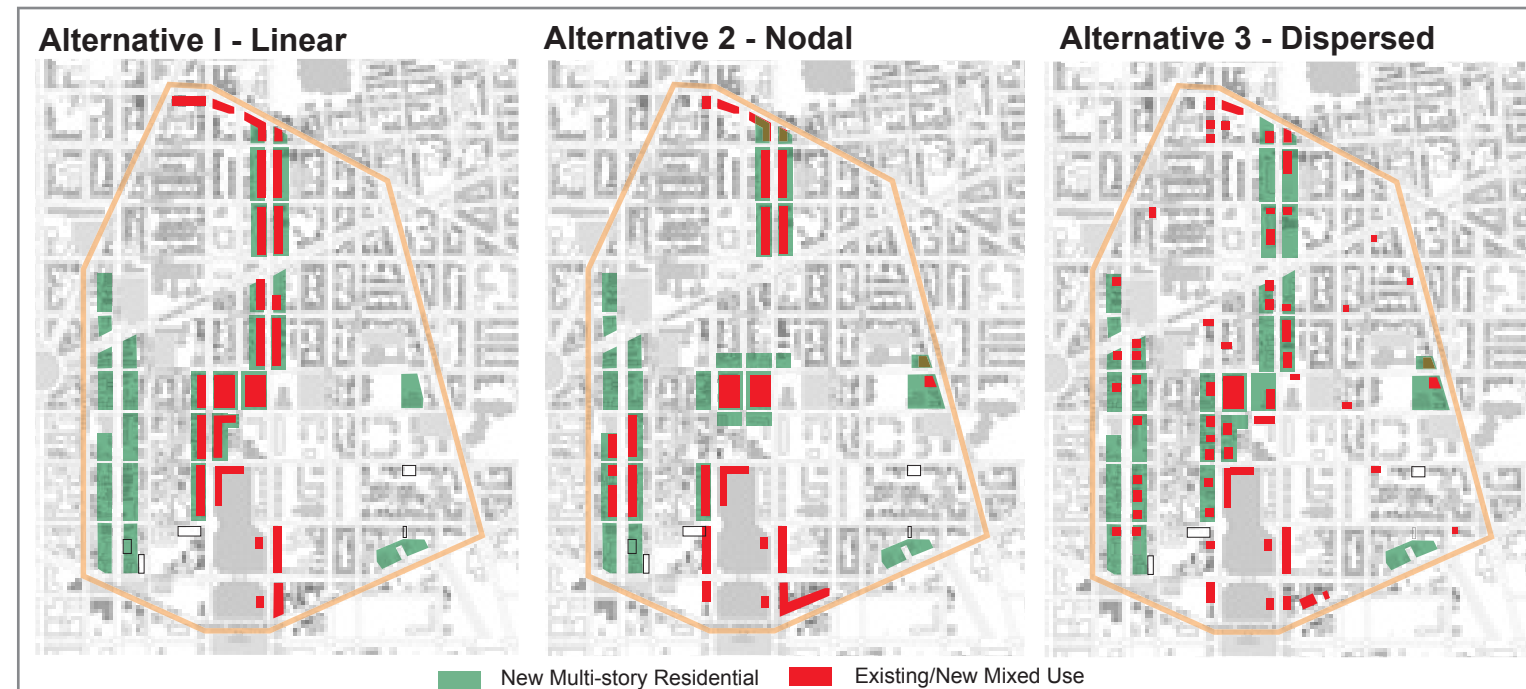 Alternative I - Linear
Alternative 2 - Nodal
Alternative 3 - Dispersed
New Multi-story Residential
Existing/New Mixed Use